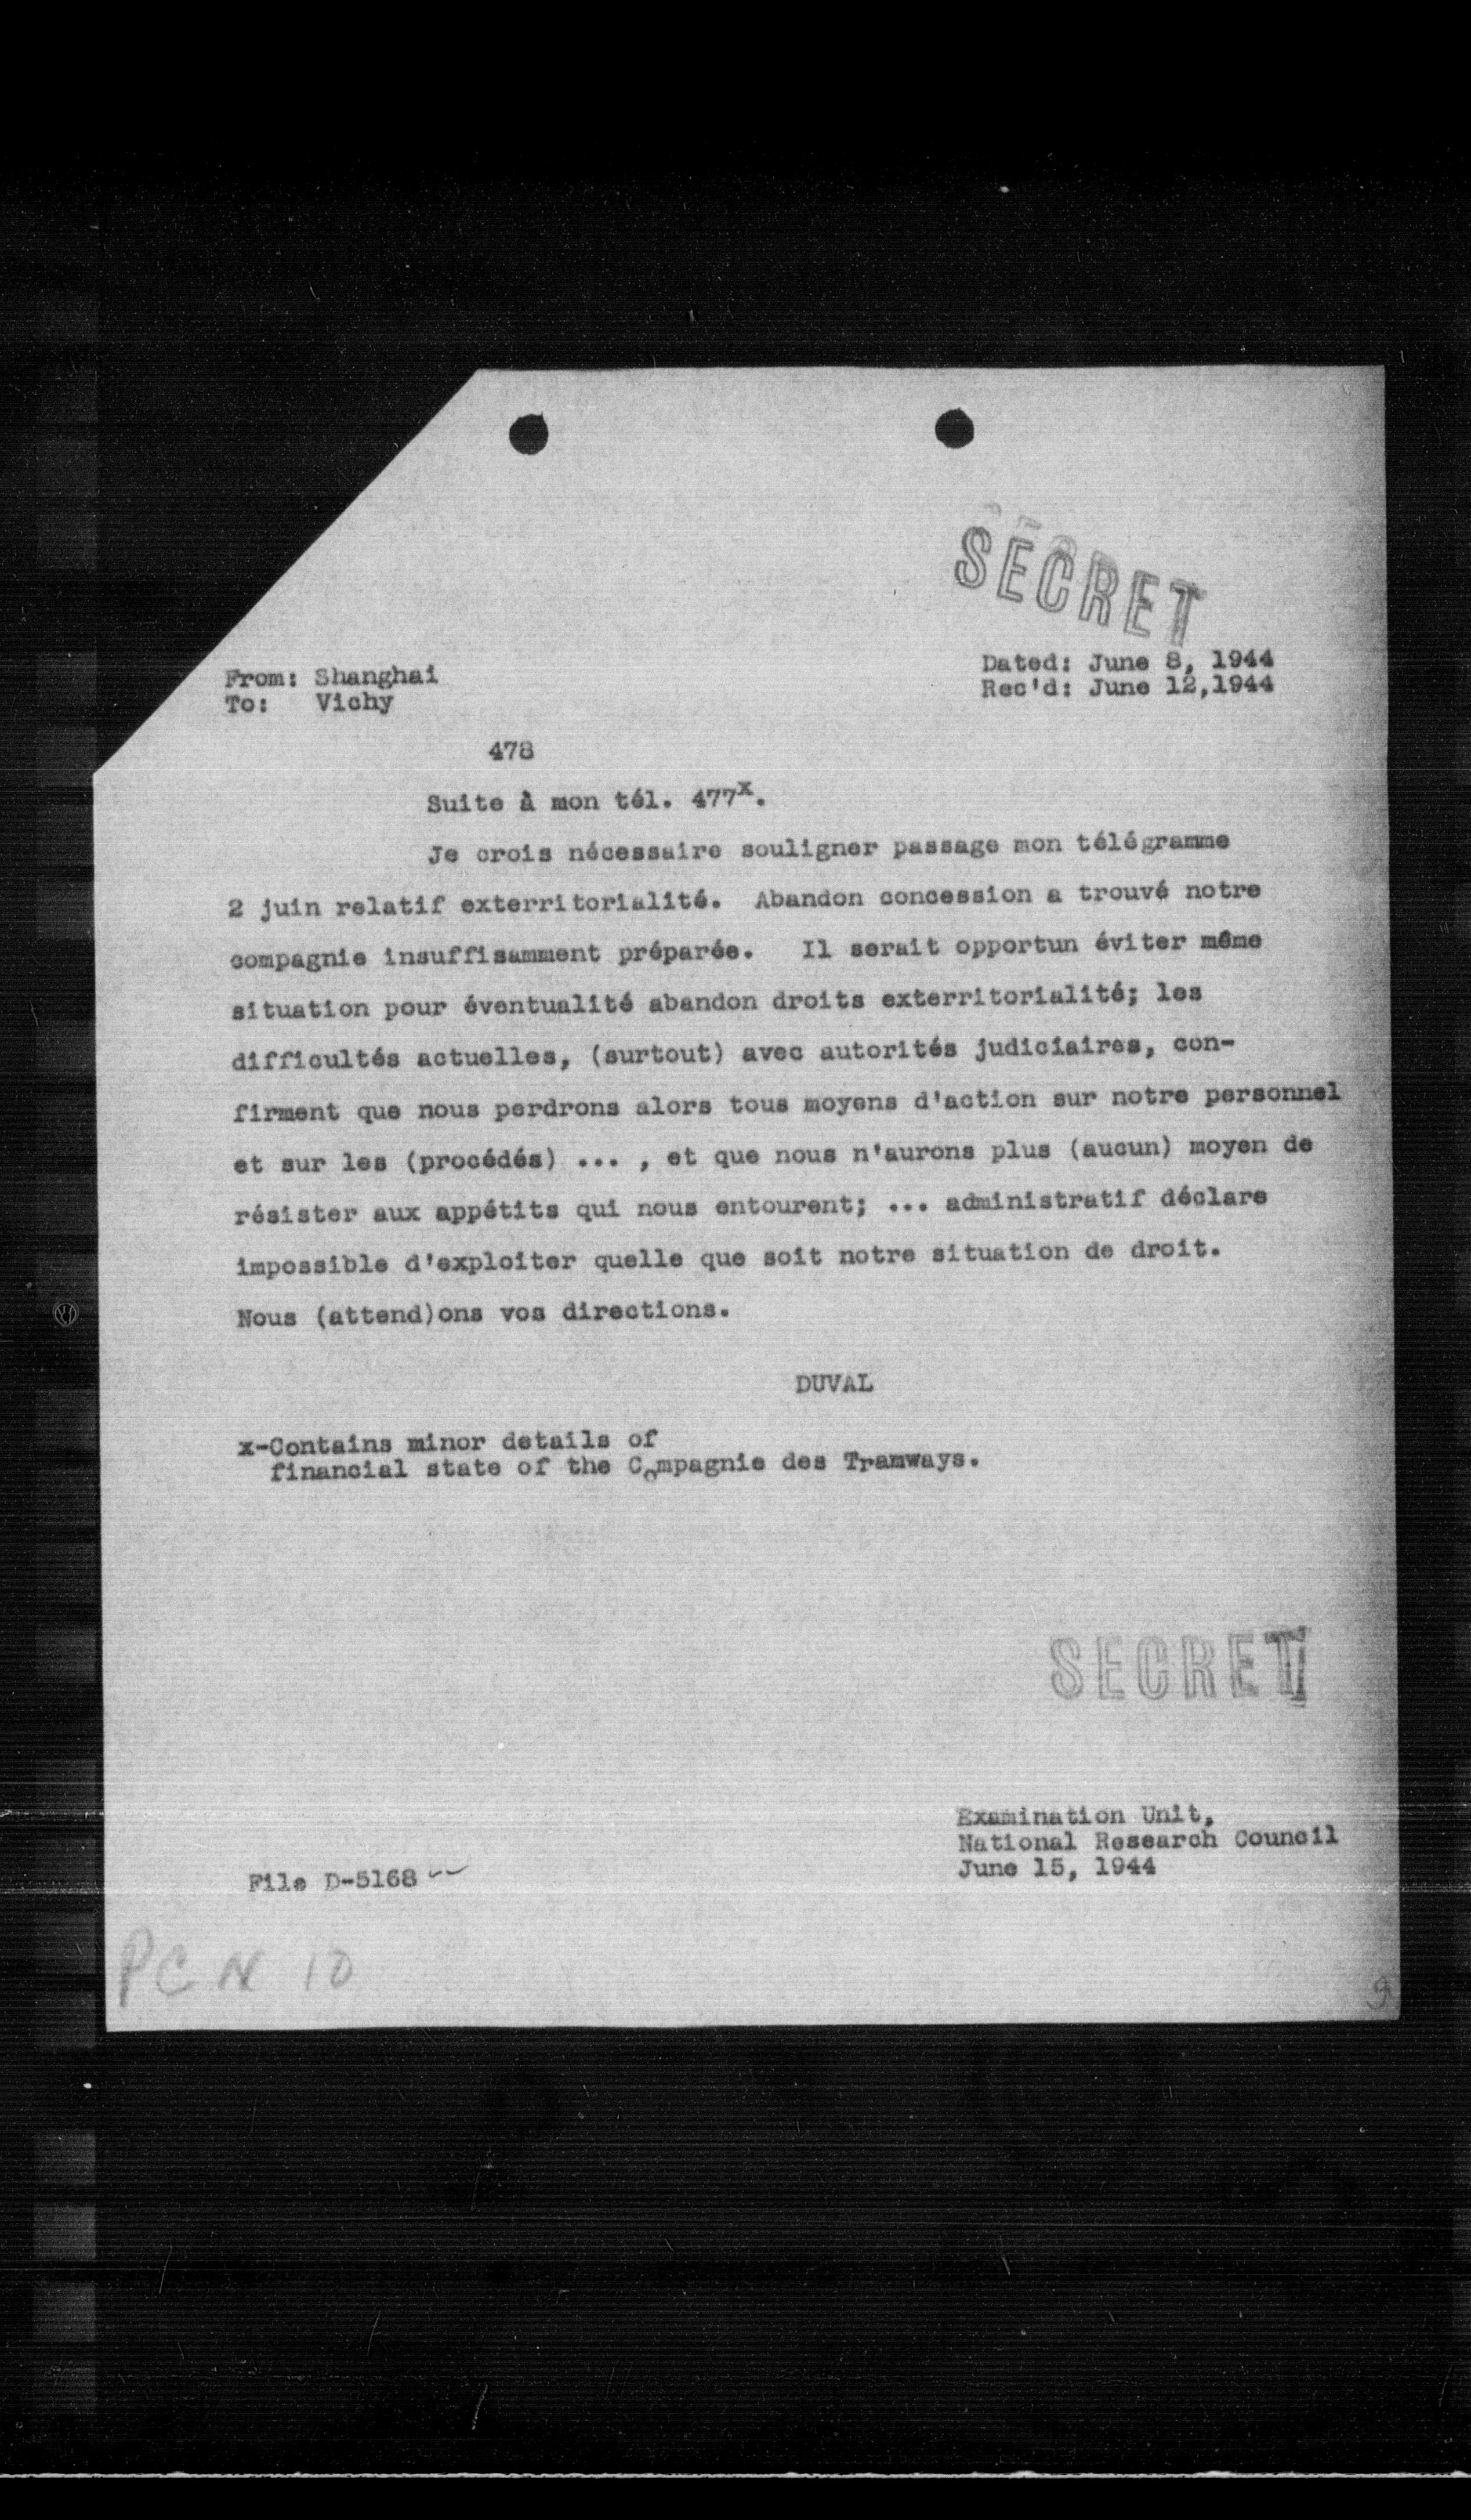 SECRET
From: Shanghai
To: Vichy
Dated: June 8, 1944
Rec'd: June 12,1944
478
Suite à mon tél. 477x.
Je crois nécessaire souligner passage mon télégramme
2 juin relatif exterritorialité. Abandon concession a trouvé notre
compagnie insuffisamment préparée. Il serait opportun éviter même
situation pour éventualité abandon droits exterritorialité; les
difficultés actuelles, (surtout) avec autorités judiciaires, con-
firment que nous perdrons alors tous moyens d'action sur notre personnel
et sur les (procédés) ... , et que nous n'aurons plus (aucun) moyen de
résister aux appétits qui nous entourent; ... administratif déclare
impossible d'exploiter quelle que soit notre situation de droit.
Nous (attend)ons vos directions.
DUVAL
x-Contains minor details of
financial state of the Compagnie des Tramways.
SECRET
Examination Unit,
National Research Council
June 15, 1944
File D-5168
PC N 10
9